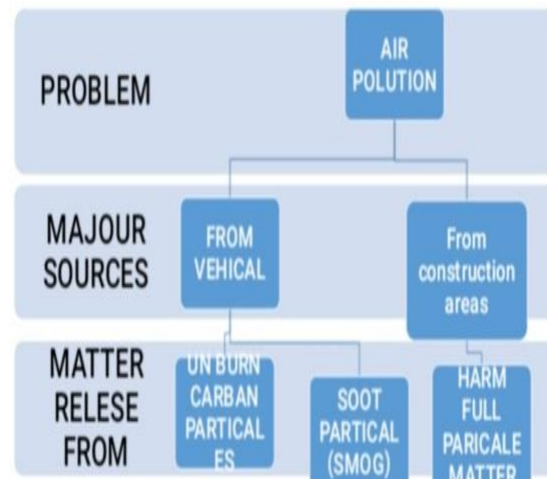 PROBLEM
AIR
POLUTION
MAJOUR
SOURCES
FROM
VEHICAL
From
construction
areas
MATTER
RELESE
FROM
UN BURN
CARBAN
PARTICAL
ES
SOOT
PARTICAL
(SMOG)
HARM
FULL
PARICALE
MATTER